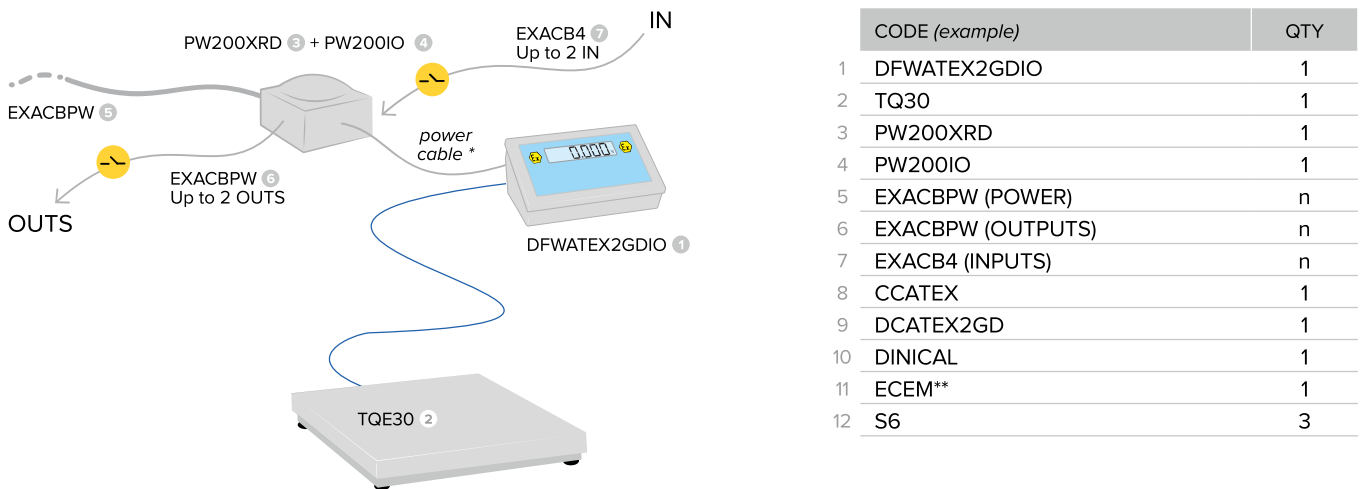 IN
EXACB4 7
Up to 2 IN
PW200XRD 3 + PW200IO 4
EXACBPW 5
power
cable *
EXACBPW 6
Up to 2 OUTS
OUTS
Ex 0.000 Ex
DFWATEX2GDIO 1
TQE30 2
CODE (example) QTY
1 DFWATEX2GDIO 1
2 TQ30 1
3 PW200XRD 1
4 PW200IO 1
5 EXACBPW (POWER) n
6 EXACBPW (OUTPUTS) n
7 EXACB4 (INPUTS) n
8 CCATEX 1
9 DCATEX2GD 1
10 DINICAL 1
11 ECEM** 1
12 S6 3